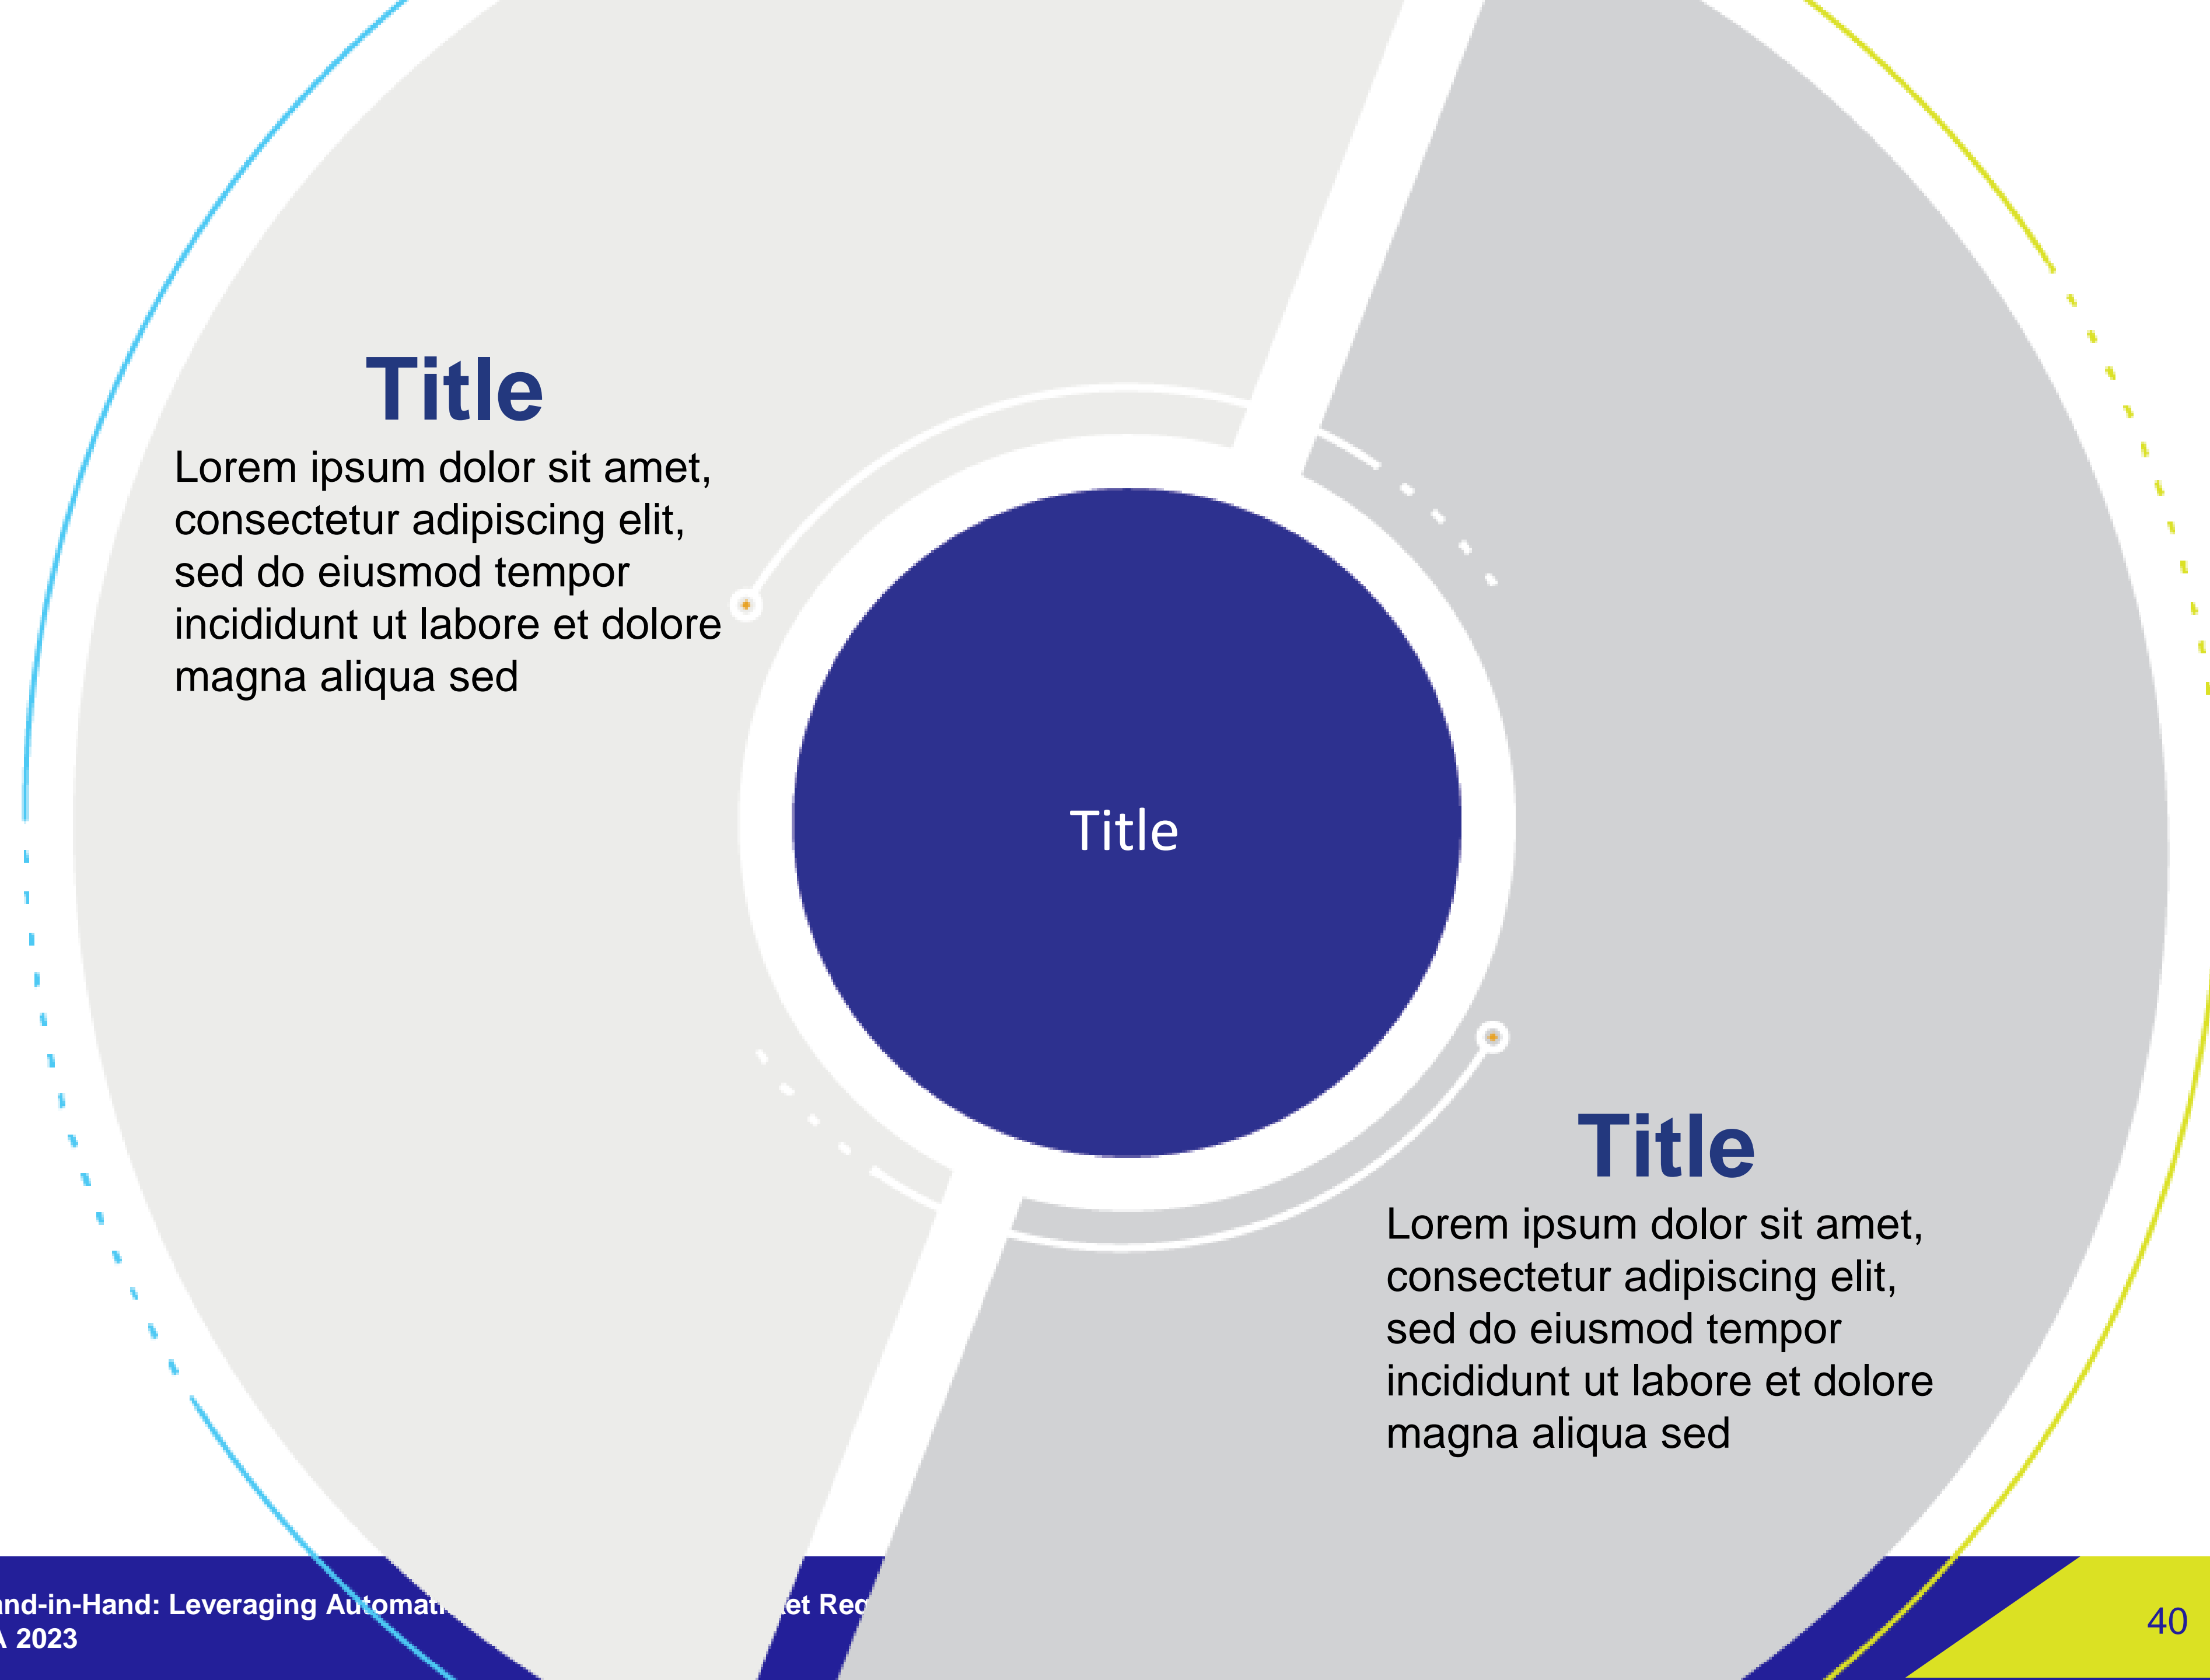 Title
Lorem ipsum dolor sit amet,
consectetur adipiscing elit,
sed do eiusmod tempor
incididunt ut labore et dolore
magna aliqua sed
Title
Title
Lorem ipsum dolor sit amet,
consectetur adipiscing elit,
sed do eiusmod tempor
incididunt ut labore et dolore
magna aliqua sed
-in-Hand: Leveraging
2023
40